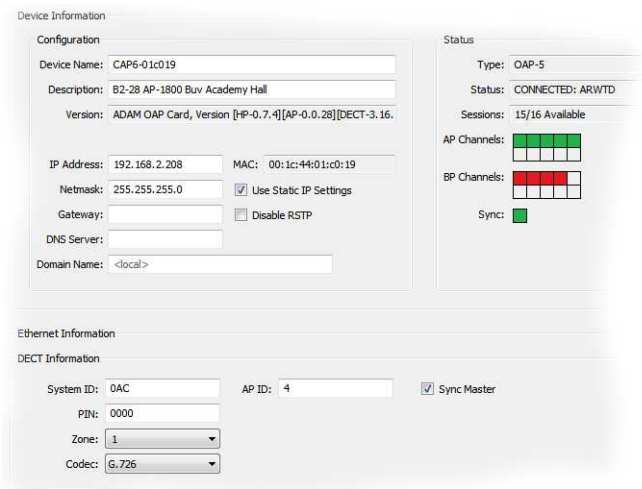 Device Information
Configuration
Device Name: CAP6-01c019
Description: B2-28 AP-1800 Buv Academy Hall
Version: ADAM OAP Card, Version [HP-0.7.4][AP-0.0.28][DECT-3.16.
IP Address: 192.168.2.208 MAC: 00:1c:44:01:c0:19
Netmask: 255.255.255.0 Use Static IP Settings
Gateway: Disable RSTP
DNS Server:
Domain Name: <local>
Status
Type: OAP-5
Status: CONNECTED: ARWTD
Sessions: 15/16 Available
AP Channels:
BP Channels:
Sync:
Ethernet Information
DECT Information
System ID: 0AC AP ID: 4 Sync Master
PIN: 0000
Zone: 1
Codec: G.726